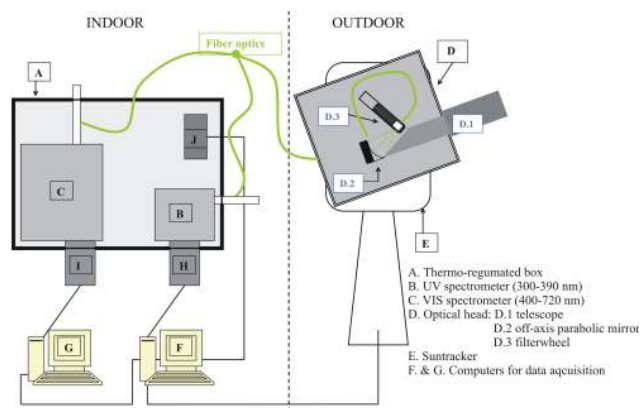 INDOOR
OUTDOOR
Fiber optics
A
D
J
D.3
D.1
C
D.2
B
E
I
H
G
F
A. Thermo-regumated box
B. UV spectrometer (300-390 nm)
C. VIS spectrometer (400-720 nm)
D. Optical head: D.1 telescope
D.2 off-axis parabolic mirror
D.3 filterwheel
E. Suntracker
F. & G. Computers for data aqcuisition